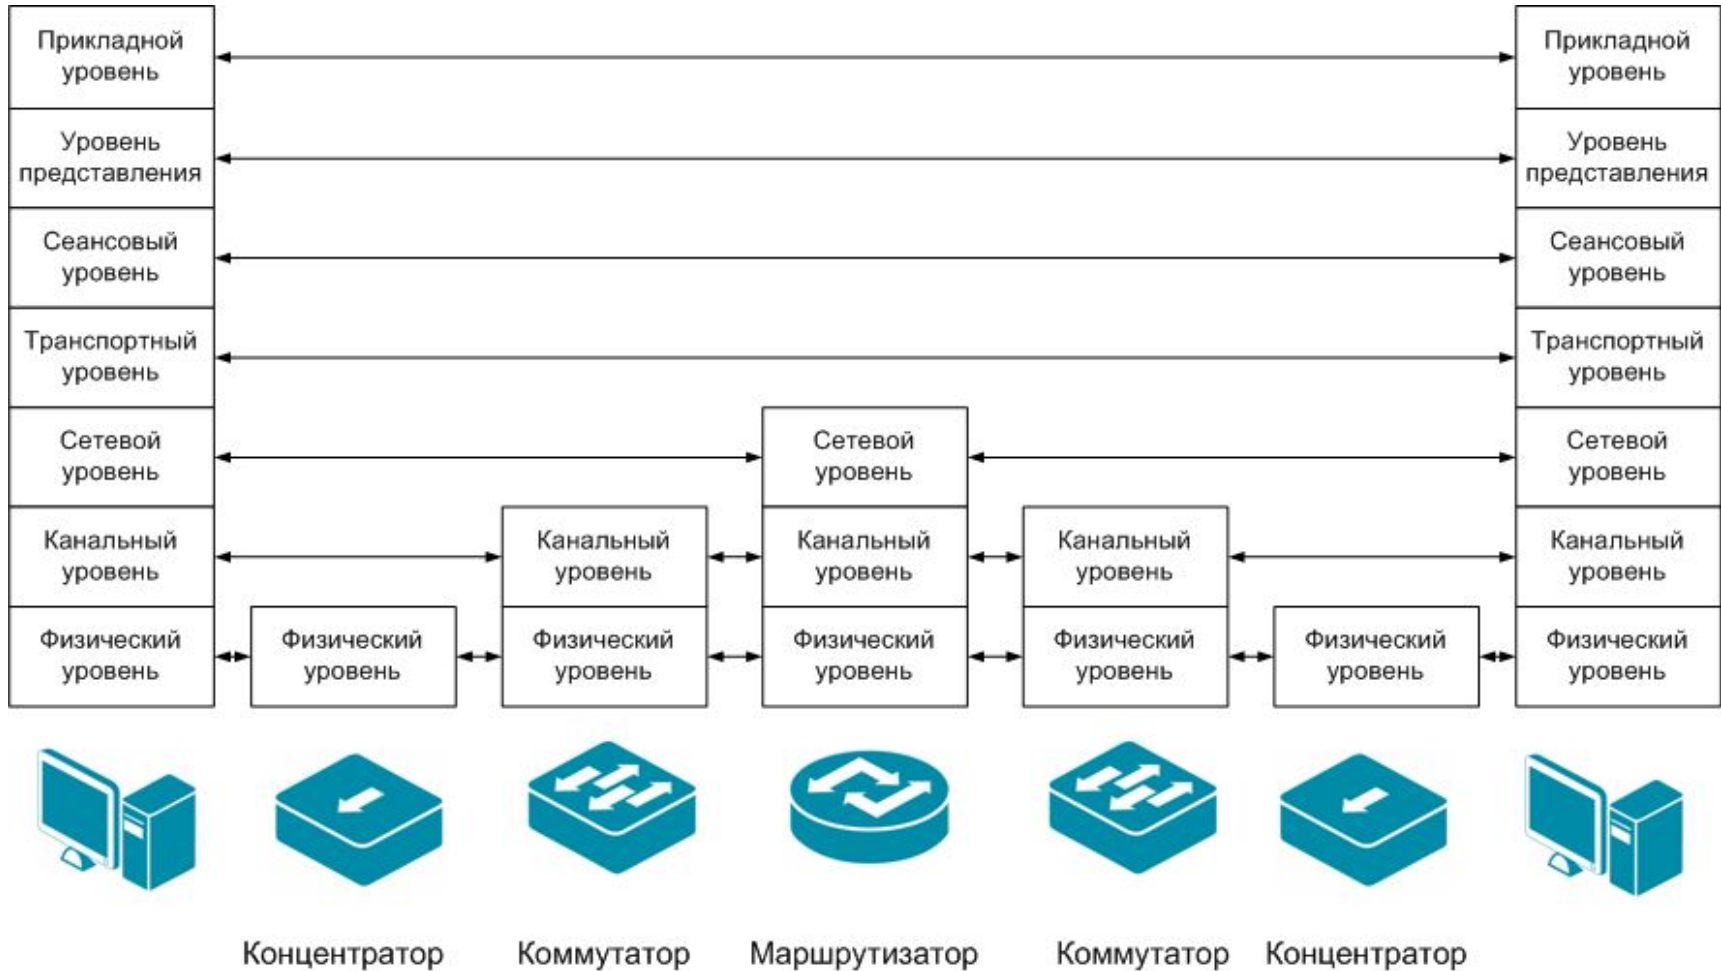 Прикладной
уровень
Прикладной
уровень
Уровень
представления
Уровень
представления
Сеансовый
уровень
Сеансовый
уровень
Транспортный
уровень
Транспортный
уровень
Сетевой
уровень
Сетевой
уровень
Сетевой
уровень
Канальный
уровень
Канальный
уровень
Канальный
уровень
Канальный
уровень
Канальный
уровень
Физический
уровень
Физический
уровень
Физический
уровень
Физический
уровень
Физический
уровень
Физический
уровень
Физический
уровень
Концентратор
Коммутатор
Маршрутизатор
Коммутатор
Концентратор